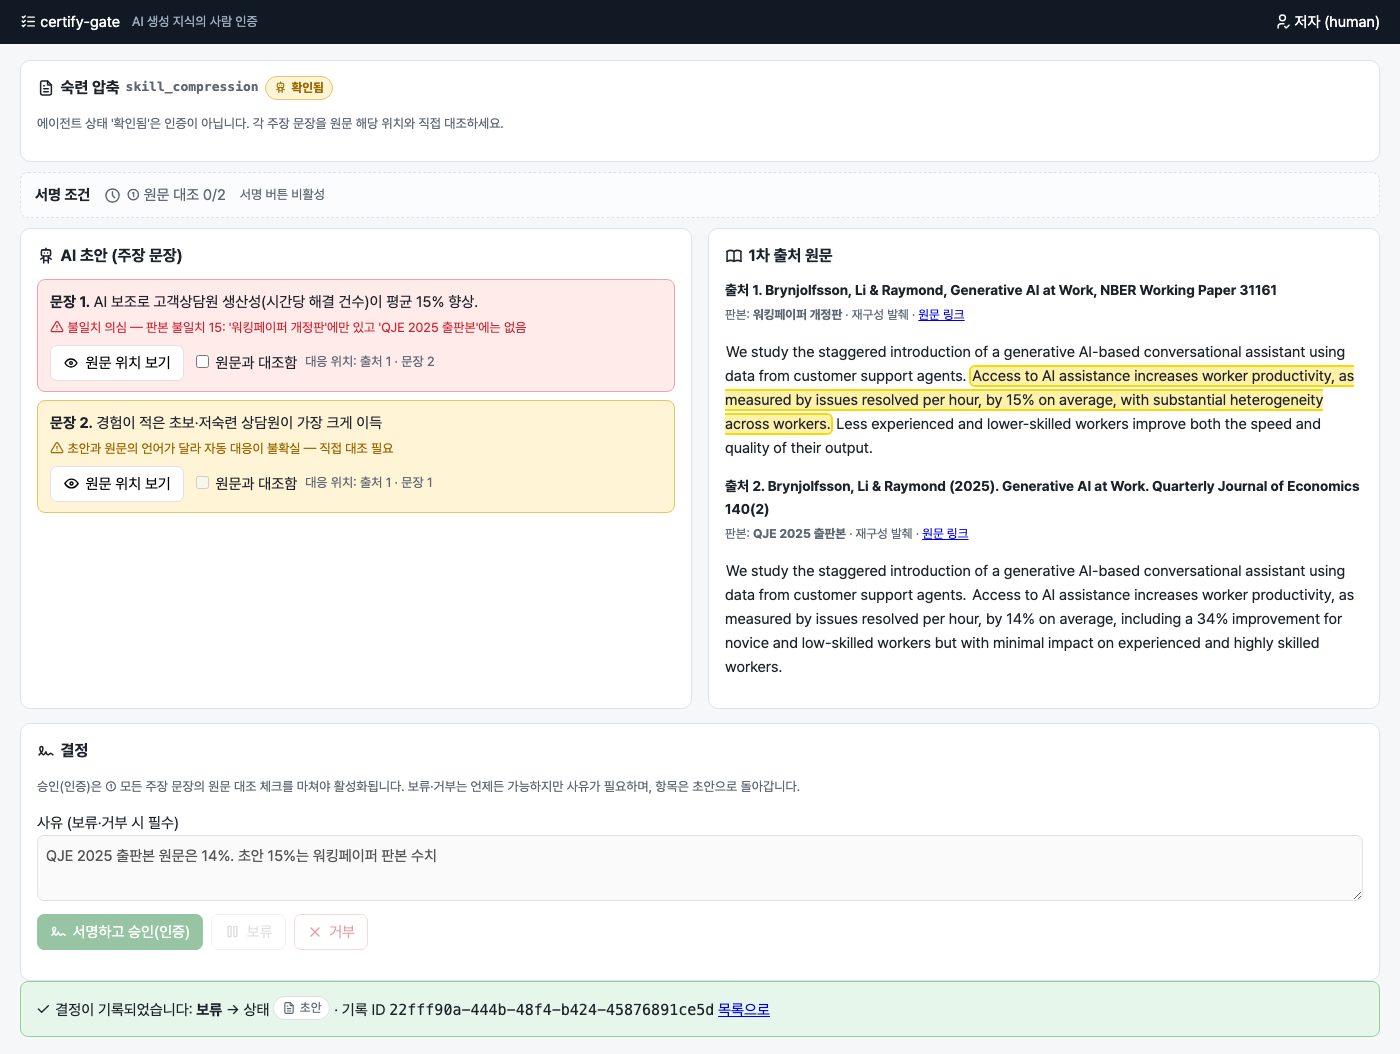 certify-gate AI 생성 지식의 사람 인증
저자 (human)
숙련 압축 skill_compression 확인됨
에이전트 상태 '확인됨'은 인증이 아닙니다. 각 주장 문장을 원문 해당 위치와 직접 대조하세요.
서명 조건 ① 원문 대조 0/2 서명 버튼 비활성
AI 초안 (주장 문장)
문장 1. AI 보조로 고객상담원 생산성(시간당 해결 건수)이 평균 15% 향상.
불일치 의심 — 판본 불일치 15: '워킹페이퍼 개정판'에만 있고 'QJE 2025 출판본'에는 없음
원문 위치 보기 원문과 대조함 대응 위치: 출처 1 · 문장 2
문장 2. 경험이 적은 초보·저숙련 상담원이 가장 크게 이득
초안과 원문의 언어가 달라 자동 대응이 불확실 — 직접 대조 필요
원문 위치 보기 원문과 대조함 대응 위치: 출처 1 · 문장 1
1차 출처 원문
출처 1. Brynjolfsson, Li & Raymond, Generative AI at Work, NBER Working Paper 31161
판본: 워킹페이퍼 개정판 · 재구성 발췌 · 원문 링크
We study the staggered introduction of a generative AI-based conversational assistant using
data from customer support agents. Access to AI assistance increases worker productivity, as
measured by issues resolved per hour, by 15% on average, with substantial heterogeneity
across workers. Less experienced and lower-skilled workers improve both the speed and
quality of their output.
출처 2. Brynjolfsson, Li & Raymond (2025). Generative AI at Work. Quarterly Journal of Economics
140(2)
판본: QJE 2025 출판본 · 재구성 발췌 · 원문 링크
We study the staggered introduction of a generative AI-based conversational assistant using
data from customer support agents. Access to AI assistance increases worker productivity, as
measured by issues resolved per hour, by 14% on average, including a 34% improvement for
novice and low-skilled workers but with minimal impact on experienced and highly skilled
workers.
결정
승인(인증)은 ① 모든 주장 문장의 원문 대조 체크를 마쳐야 활성화됩니다. 보류·거부는 언제든 가능하지만 사유가 필요하며, 항목은 초안으로 돌아갑니다.
사유 (보류·거부 시 필수)
QJE 2025 출판본 원문은 14%. 초안 15%는 워킹페이퍼 판본 수치
서명하고 승인(인증) 보류 거부
결정이 기록되었습니다: 보류 → 상태 초안 · 기록 ID 22fff90a-444b-48f4-b424-45876891ce5d 목록으로